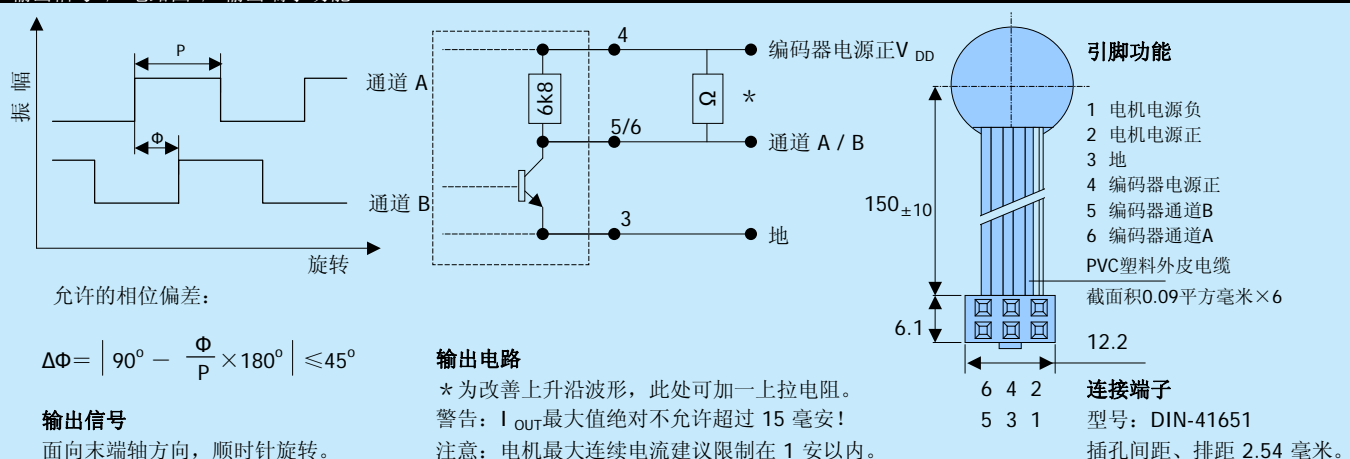 振 幅
P
Φ
通道 A
通道 B
旋转
允许的相位偏差:
ΔΦ= | 90° − Φ/P ×180° | ≤45°
输出信号
面向末端轴方向，顺时针旋转。
4
6k8
Ω
*
5/6
3
编码器电源正V DD
通道 A / B
地
输出电路
*为改善上升沿波形，此处可加一上拉电阻。
警告：I OUT最大值绝对不允许超过 15 毫安!
注意：电机最大连续电流建议限制在 1 安以内。
150±10
6.1
12.2
6 4 2
5 3 1
引脚功能
1 电机电源负
2 电机电源正
3 地
4 编码器电源正
5 编码器通道B
6 编码器通道A
PVC塑料外皮电缆
截面积0.09平方毫米×6
连接端子
型号：DIN-41651
插孔间距、排距 2.54 毫米。